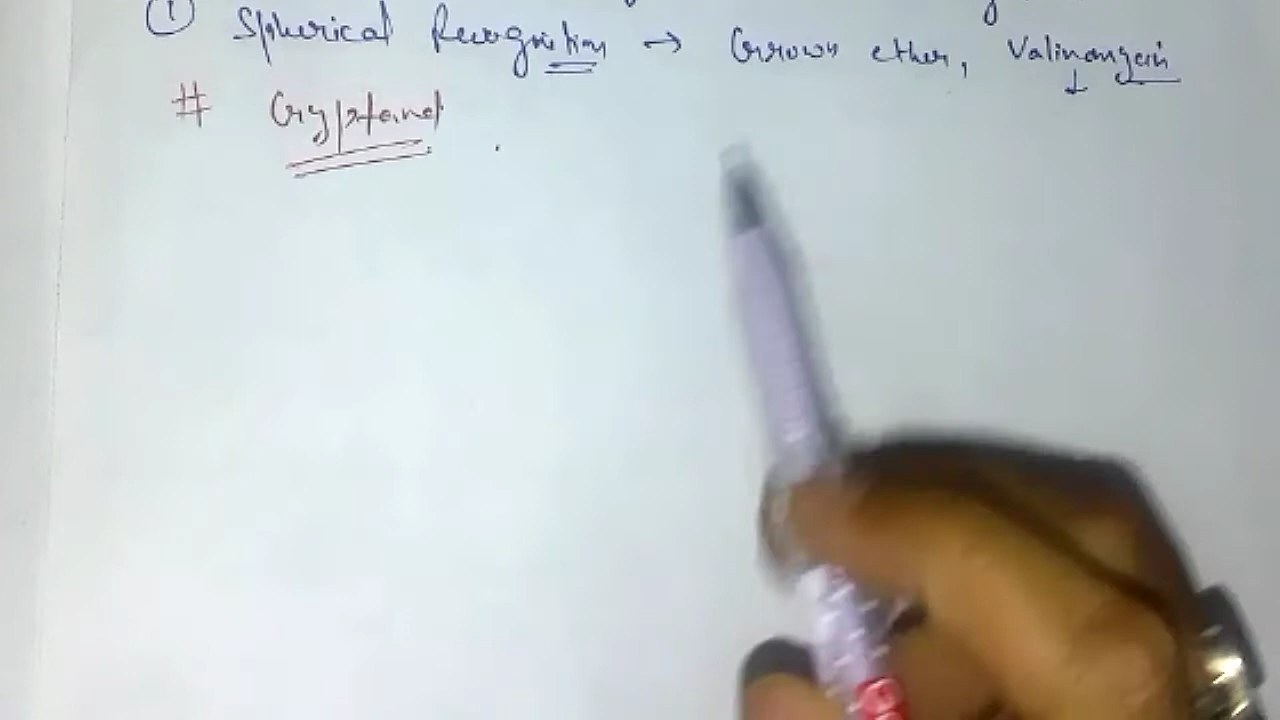 ① Spherical Recognition → Crown ether, Valinomycin
# Cryptand